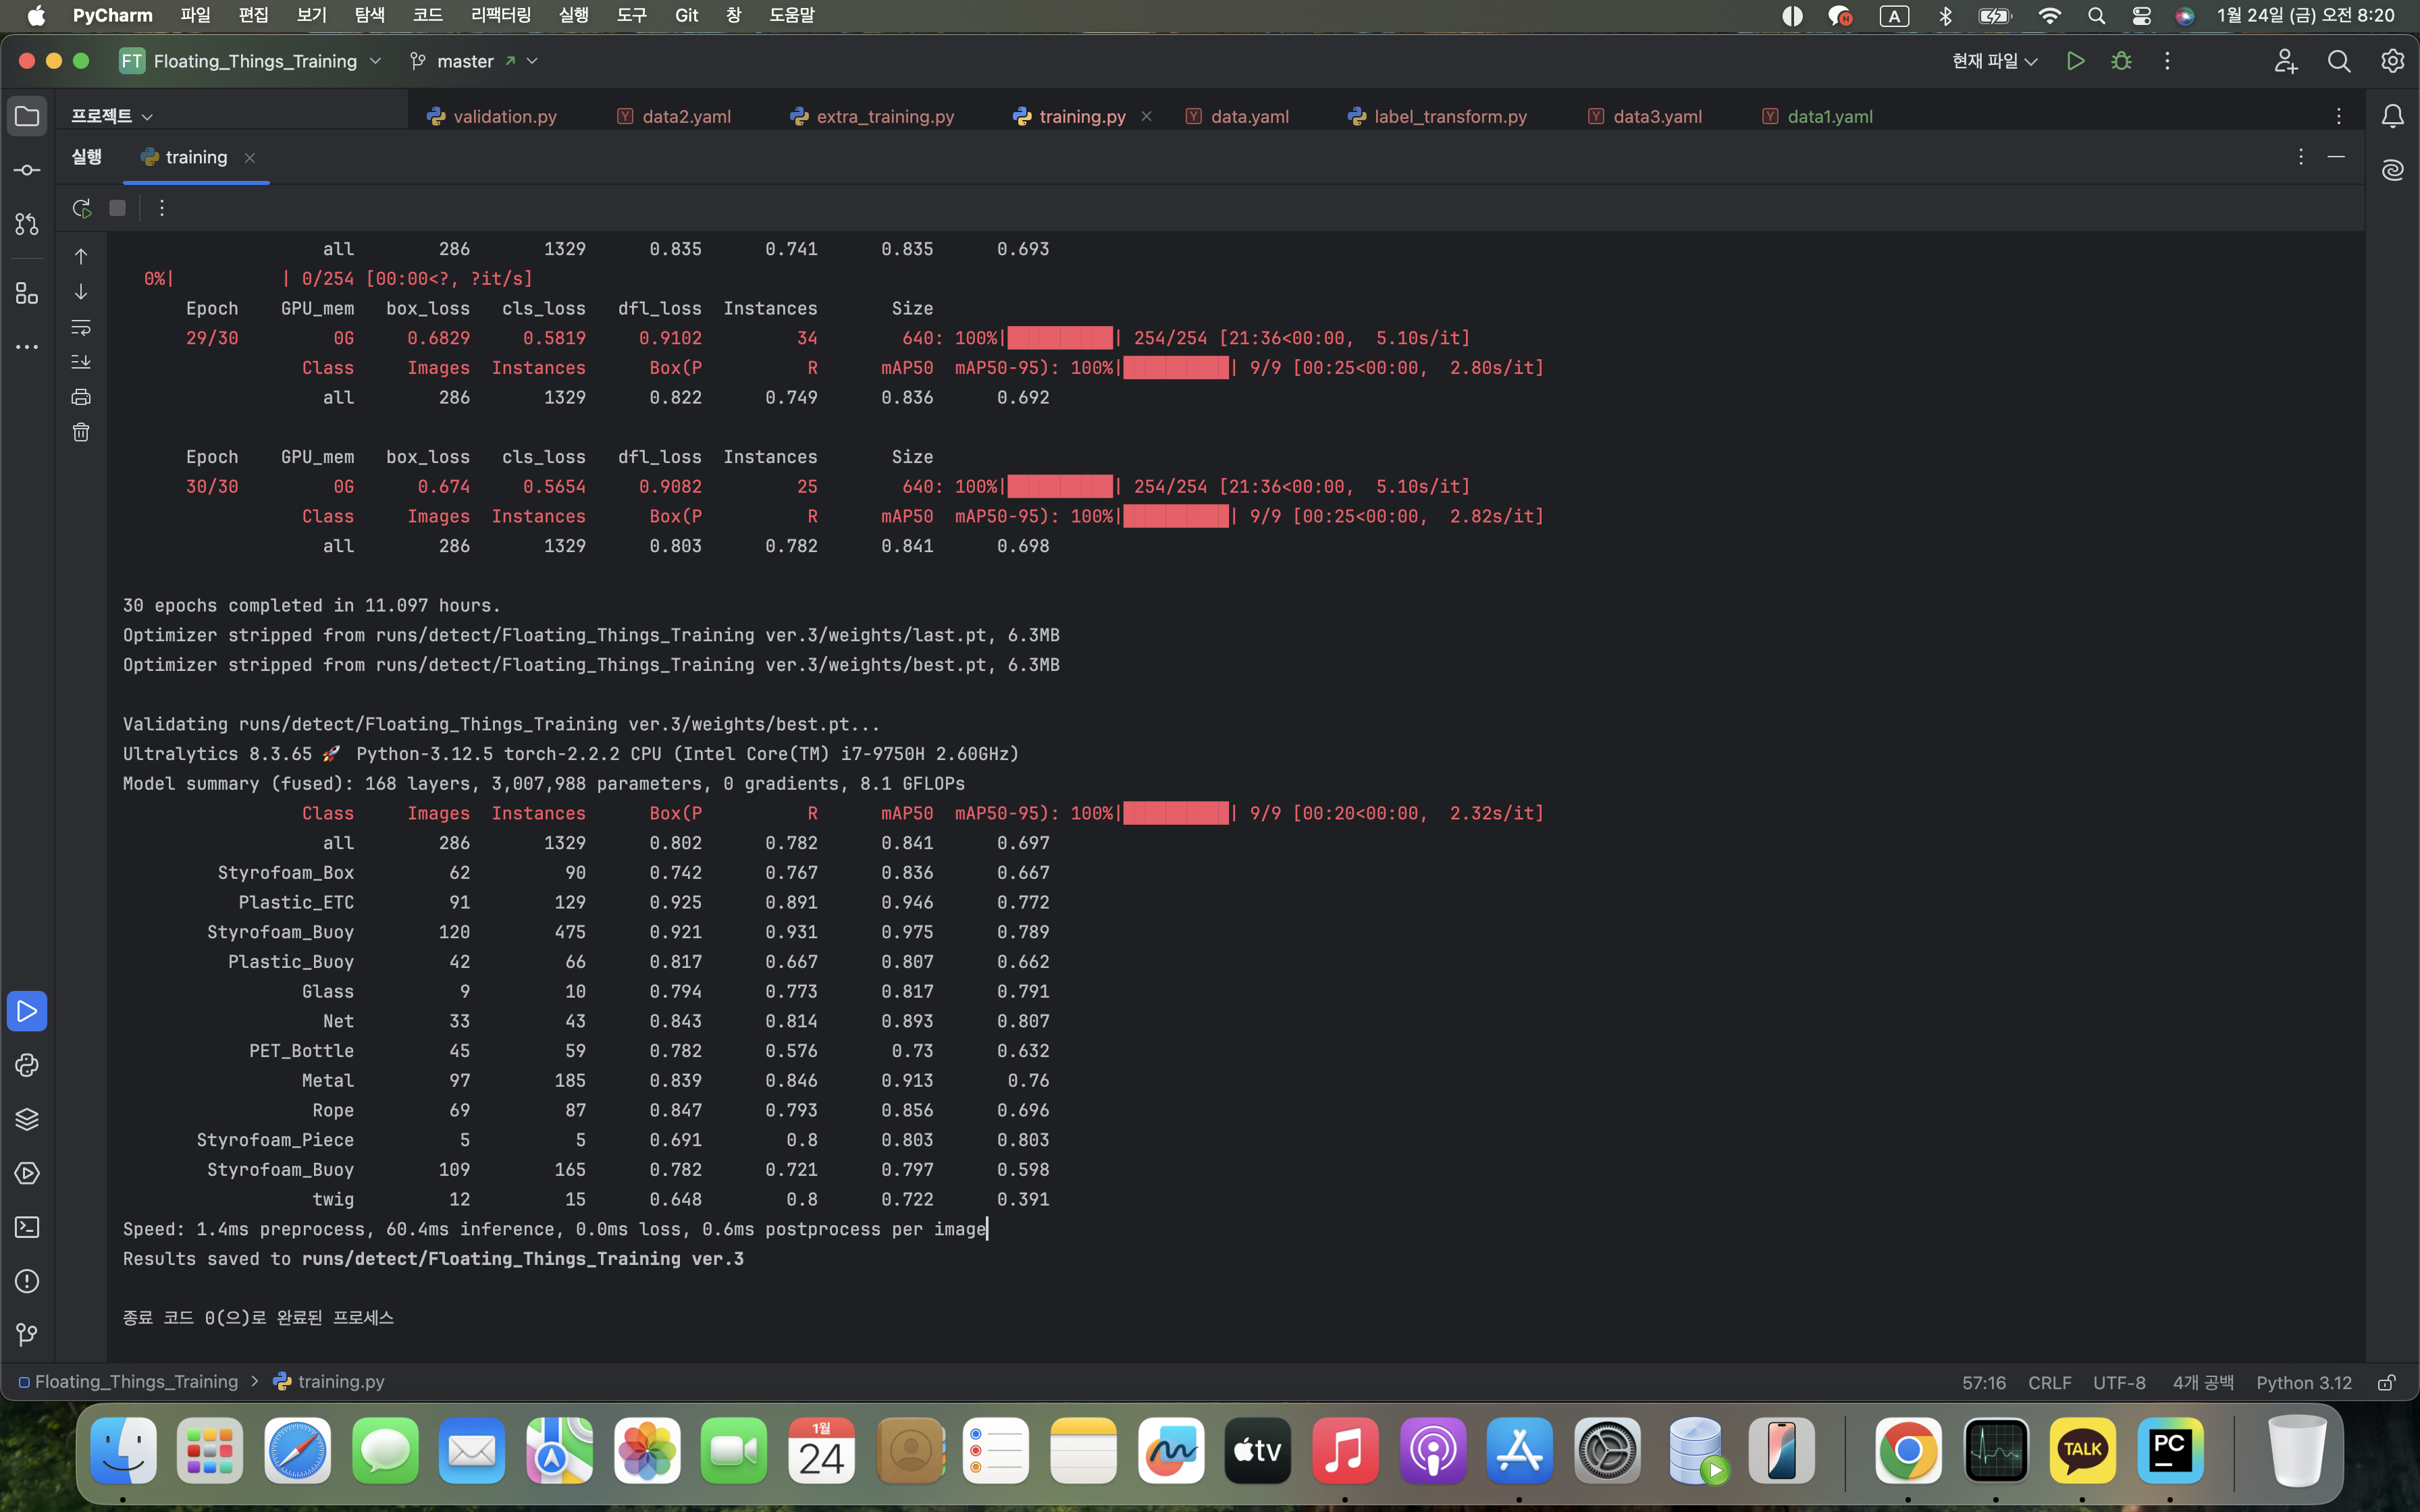 PyCharm 파일 편집 보기 탐색 코드 리팩터링 실행 도구 Git 창 도움말 A 1월 24일 (금) 오전 8:20
FT Floating_Things_Training master 현재 파일
프로젝트 validation.py data2.yaml extra_training.py training.py data.yaml label_transform.py data3.yaml data1.yaml
실행 training
all 286 1329 0.835 0.741 0.835 0.693
0%| | 0/254 [00:00<?, ?it/s]
Epoch GPU_mem box_loss cls_loss dfl_loss Instances Size
29/30 0G 0.6829 0.5819 0.9102 34 640: 100%|██████████| 254/254 [21:36<00:00, 5.10s/it]
Class Images Instances Box(P R mAP50 mAP50-95): 100%|██████████| 9/9 [00:25<00:00, 2.80s/it]
all 286 1329 0.822 0.749 0.836 0.692
Epoch GPU_mem box_loss cls_loss dfl_loss Instances Size
30/30 0G 0.674 0.5654 0.9082 25 640: 100%|██████████| 254/254 [21:36<00:00, 5.10s/it]
Class Images Instances Box(P R mAP50 mAP50-95): 100%|██████████| 9/9 [00:25<00:00, 2.82s/it]
all 286 1329 0.803 0.782 0.841 0.698
30 epochs completed in 11.097 hours.
Optimizer stripped from runs/detect/Floating_Things_Training ver.3/weights/last.pt, 6.3MB
Optimizer stripped from runs/detect/Floating_Things_Training ver.3/weights/best.pt, 6.3MB
Validating runs/detect/Floating_Things_Training ver.3/weights/best.pt...
Ultralytics 8.3.65 🚀 Python-3.12.5 torch-2.2.2 CPU (Intel Core(TM) i7-9750H 2.60GHz)
Model summary (fused): 168 layers, 3,007,988 parameters, 0 gradients, 8.1 GFLOPs
Class Images Instances Box(P R mAP50 mAP50-95): 100%|██████████| 9/9 [00:20<00:00, 2.32s/it]
all 286 1329 0.802 0.782 0.841 0.697
Styrofoam_Box 62 90 0.742 0.767 0.836 0.667
Plastic_ETC 91 129 0.925 0.891 0.946 0.772
Styrofoam_Buoy 120 475 0.921 0.931 0.975 0.789
Plastic_Buoy 42 66 0.817 0.667 0.807 0.662
Glass 9 10 0.794 0.773 0.817 0.791
Net 33 43 0.843 0.814 0.893 0.807
PET_Bottle 45 59 0.782 0.576 0.73 0.632
Metal 97 185 0.839 0.846 0.913 0.76
Rope 69 87 0.847 0.793 0.856 0.696
Styrofoam_Piece 5 5 0.691 0.8 0.803 0.803
Styrofoam_Buoy 109 165 0.782 0.721 0.797 0.598
twig 12 15 0.648 0.8 0.722 0.391
Speed: 1.4ms preprocess, 60.4ms inference, 0.0ms loss, 0.6ms postprocess per image
Results saved to runs/detect/Floating_Things_Training ver.3
종료 코드 0(으)로 완료된 프로세스
Floating_Things_Training > training.py 57:16 CRLF UTF-8 4개 공백 Python 3.12
1월
24
tv
TALK
PC